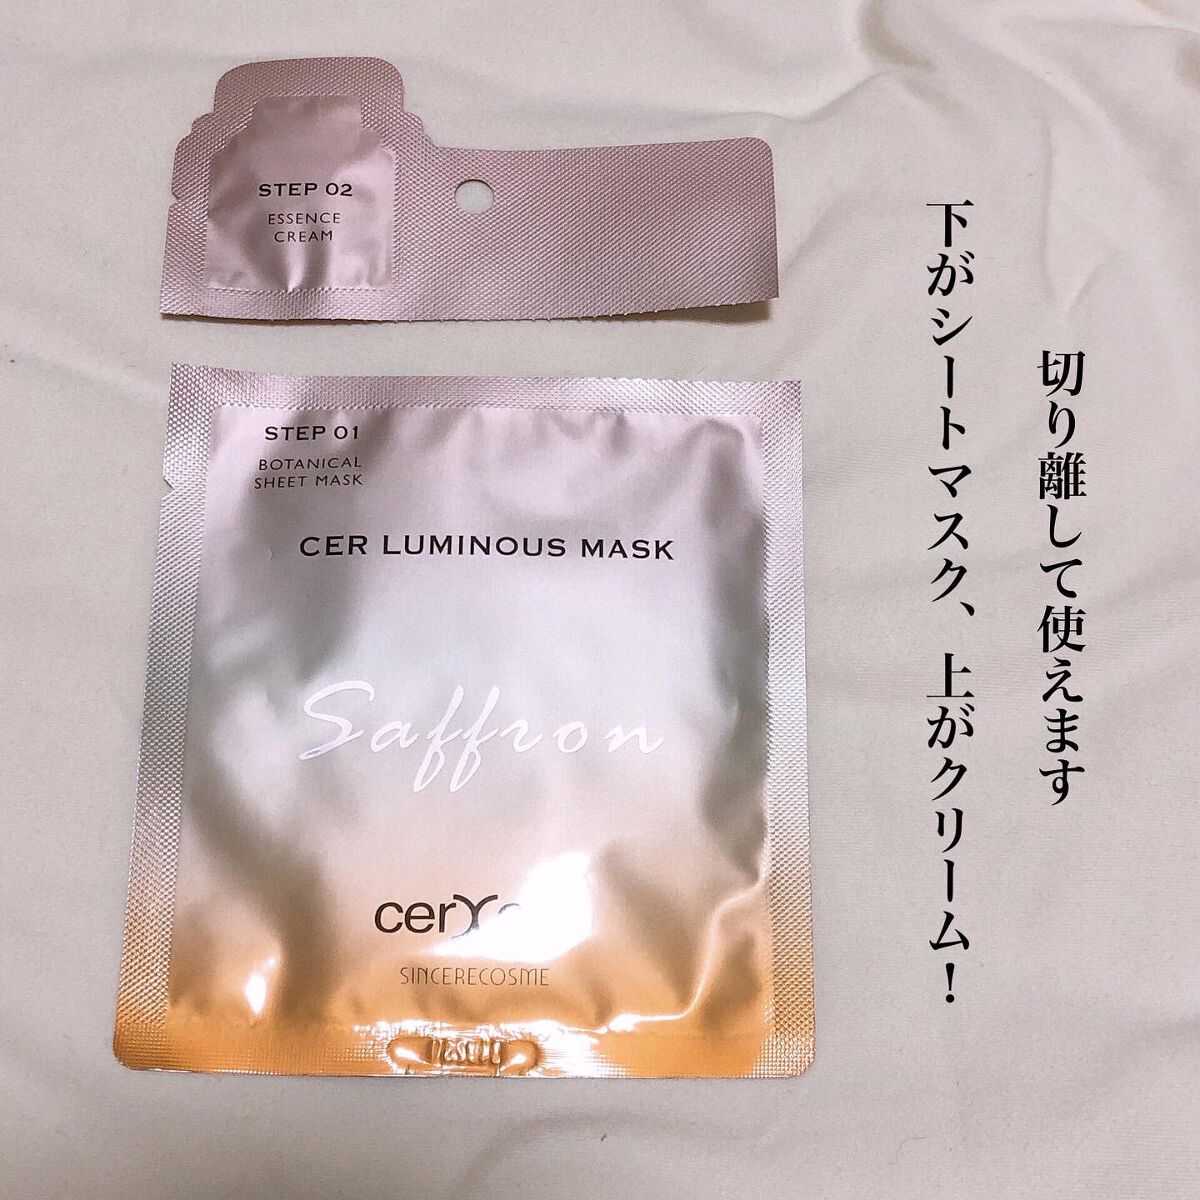 STEP 02
ESSENCE
CREAM
STEP 01
BOTANICAL
SHEET MASK
CER LUMINOUS MASK
Saffron
SINCERECOSME
切り離して使えます
下がシートマスク、上がクリーム！